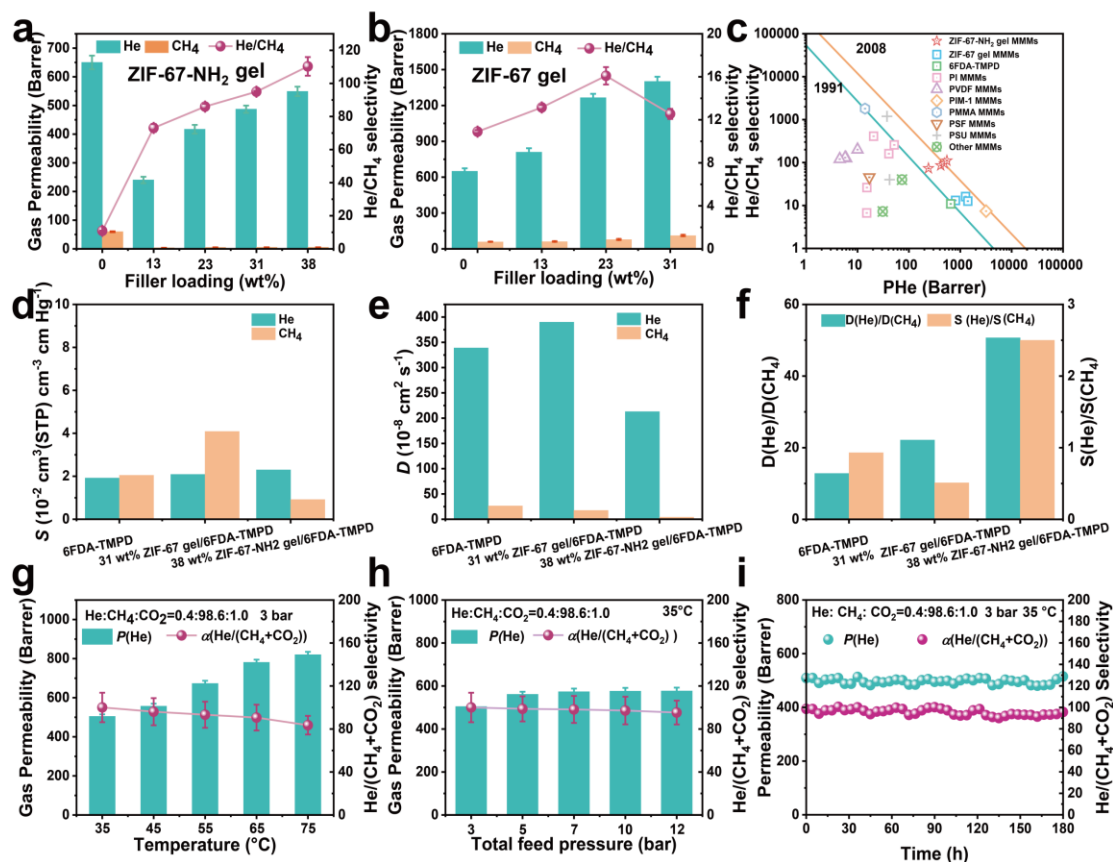 a
He CH₄ He/CH₄
ZIF-67-NH₂ gel
Gas Permeability (Barrer)
700
600
500
400
300
200
100
0
120
110
100
90
80
70
60
50
40
30
20
10
0
He/CH₄ selectivity
0 13 23 31 38
Filler loading (wt%)
b
He CH₄ He/CH₄
ZIF-67 gel
Gas Permeability (Barrer)
1800
1500
1200
900
600
300
0
20
16
12
8
4
0
He/CH₄ selectivity
0 13 23 31
Filler loading (wt%)
c
He/CH₄ selectivity
100000
10000
1000
100
10
1
2008
1991
ZIF-67-NH₂ gel MMMs
ZIF-67 gel MMMs
6FDA-TMPD
PI MMMs
PVDF MMMs
PIM-1 MMMs
PMMA MMMs
PSF MMMs
PSU MMMs
Other MMMs
0.1 1 10 100 1000 10000 100000
PHe (Barrer)
d
He
CH₄
S (10⁻² cm³(STP) cm⁻³ cm Hg⁻¹)
10
8
6
4
2
0
6FDA-TMPD
31 wt% ZIF-67 gel/6FDA-TMPD
38 wt% ZIF-67-NH2 gel/6FDA-TMPD
e
He
CH₄
D (10⁻⁸ cm² s⁻¹)
400
350
300
250
200
150
100
50
0
6FDA-TMPD
31 wt% ZIF-67 gel/6FDA-TMPD
38 wt% ZIF-67-NH2 gel/6FDA-TMPD
f
D(He)/D(CH₄) S (He)/S(CH₄)
D(He)/D(CH₄)
60
40
20
0
3
2
1
0
S(He)/S(CH₄)
6FDA-TMPD
31 wt% ZIF-67 gel/6FDA-TMPD
38 wt% ZIF-67-NH2 gel/6FDA-TMPD
g
He:CH₄:CO₂=0.4:98.6:1.0 3 bar
P(He) α(He/(CH₄+CO₂))
Gas Permeability (Barrer)
1000
800
600
400
200
0
200
160
120
80
40
0
He/(CH₄+CO₂) selectivity
35 45 55 65 75
Temperature (°C)
h
He:CH₄:CO₂=0.4:98.6:1.0 35°C
P(He) α(He/(CH₄+CO₂) )
Gas Permeability (Barrer)
1000
800
600
400
200
0
200
160
120
80
40
0
He/(CH₄+CO₂) selectivity
3 5 7 10 12
Total feed pressure (bar)
i
He: CH₄: CO₂=0.4:98.6:1.0 3 bar 35 °C
P(He) α(He/(CH₄+CO₂))
Permeability (Barrer)
800
600
400
200
0
200
180
160
140
120
100
80
60
40
20
0
He/(CH₄+CO₂) Selectivity
0 30 60 90 120 150 180
Time (h)